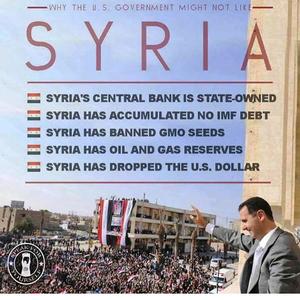 WHY THE U.S. GOVERNMENT MIGHT NOT LIKE
SYRIA
SYRIA'S CENTRAL BANK IS STATE-OWNED
SYRIA HAS ACCUMULATED NO IMF DEBT
SYRIA HAS BANNED GMO SEEDS
SYRIA HAS OIL AND GAS RESERVES
SYRIA HAS DROPPED THE U.S. DOLLAR